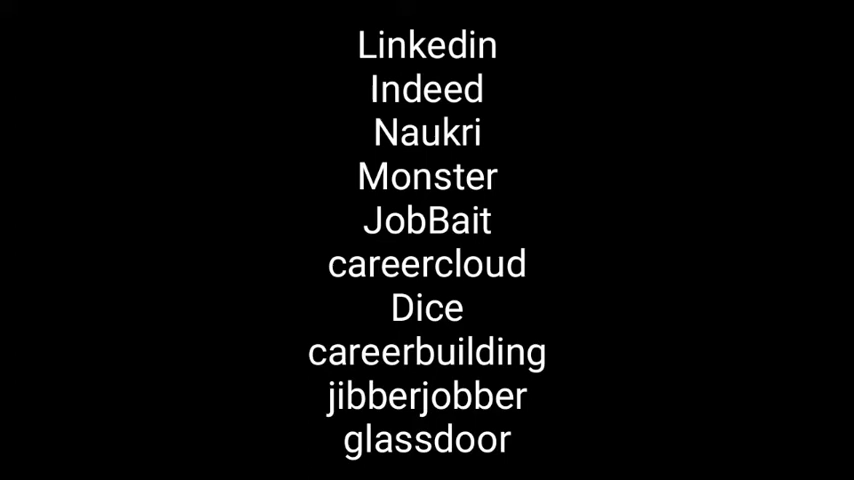 Linkedin
Indeed
Naukri
Monster
JobBait
careercloud
Dice
careerbuilding
jibberjobber
glassdoor